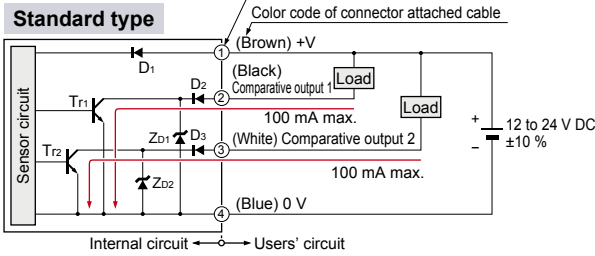 Standard type
Color code of connector attached cable
Sensor circuit
D1
1
(Brown) +V
(Black)
Comparative output 1
Load
D2
2
Tr1
100 mA max.
Load
ZD1
D3
3
(White) Comparative output 2
Tr2
100 mA max.
ZD2
+
−
12 to 24 V DC
±10 %
4
(Blue) 0 V
Internal circuit
Users' circuit